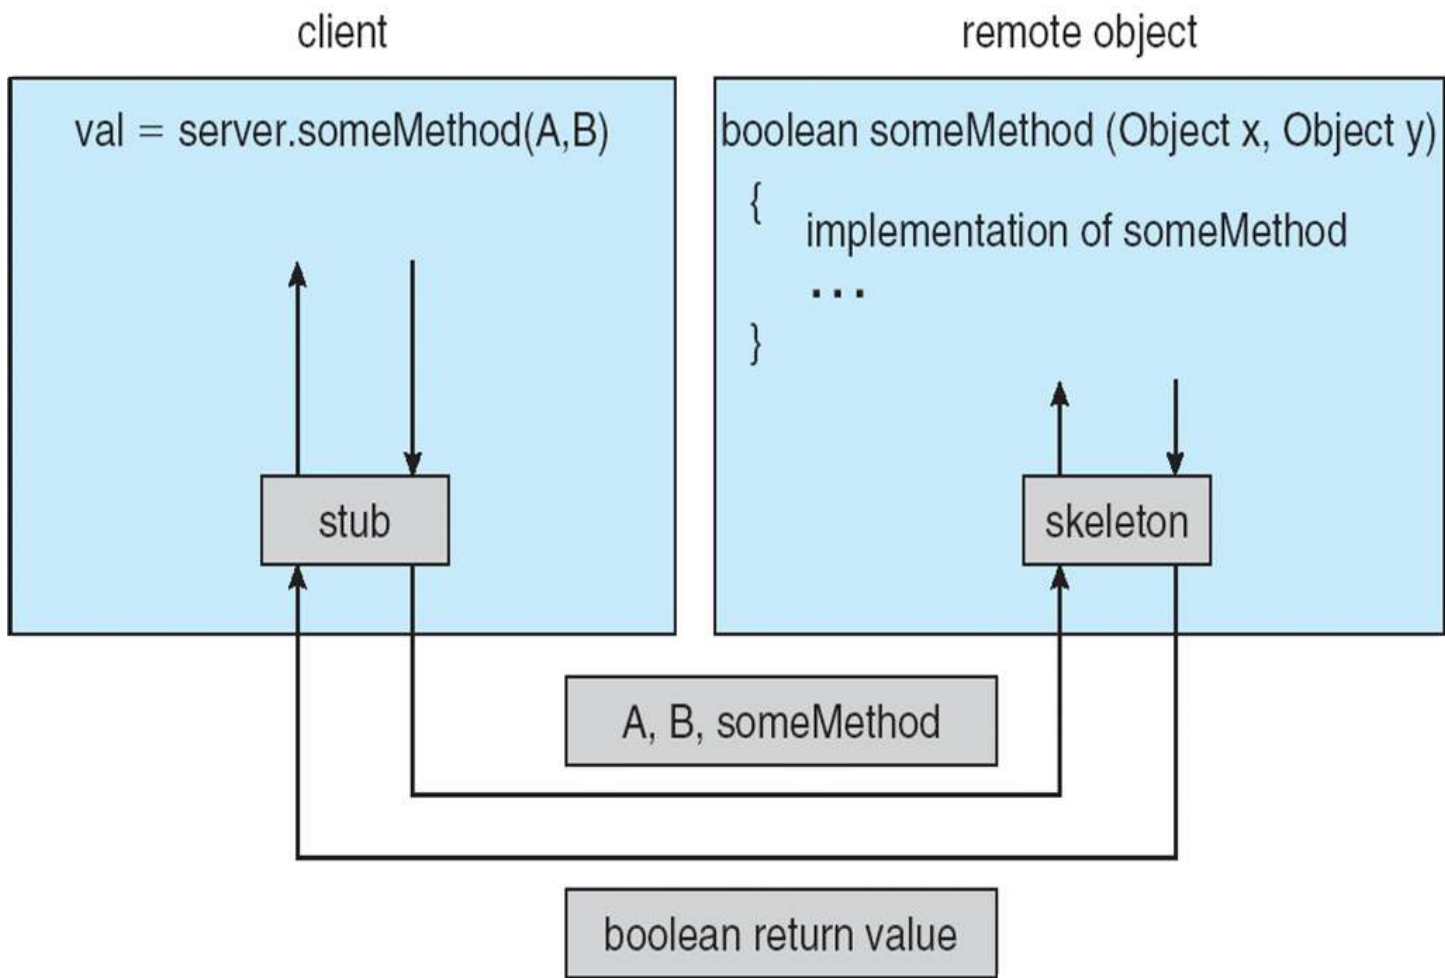 client
val = server.someMethod(A,B)
stub
remote object
boolean someMethod (Object x, Object y)
{
implementation of someMethod
...
}
skeleton
A, B, someMethod
boolean return value